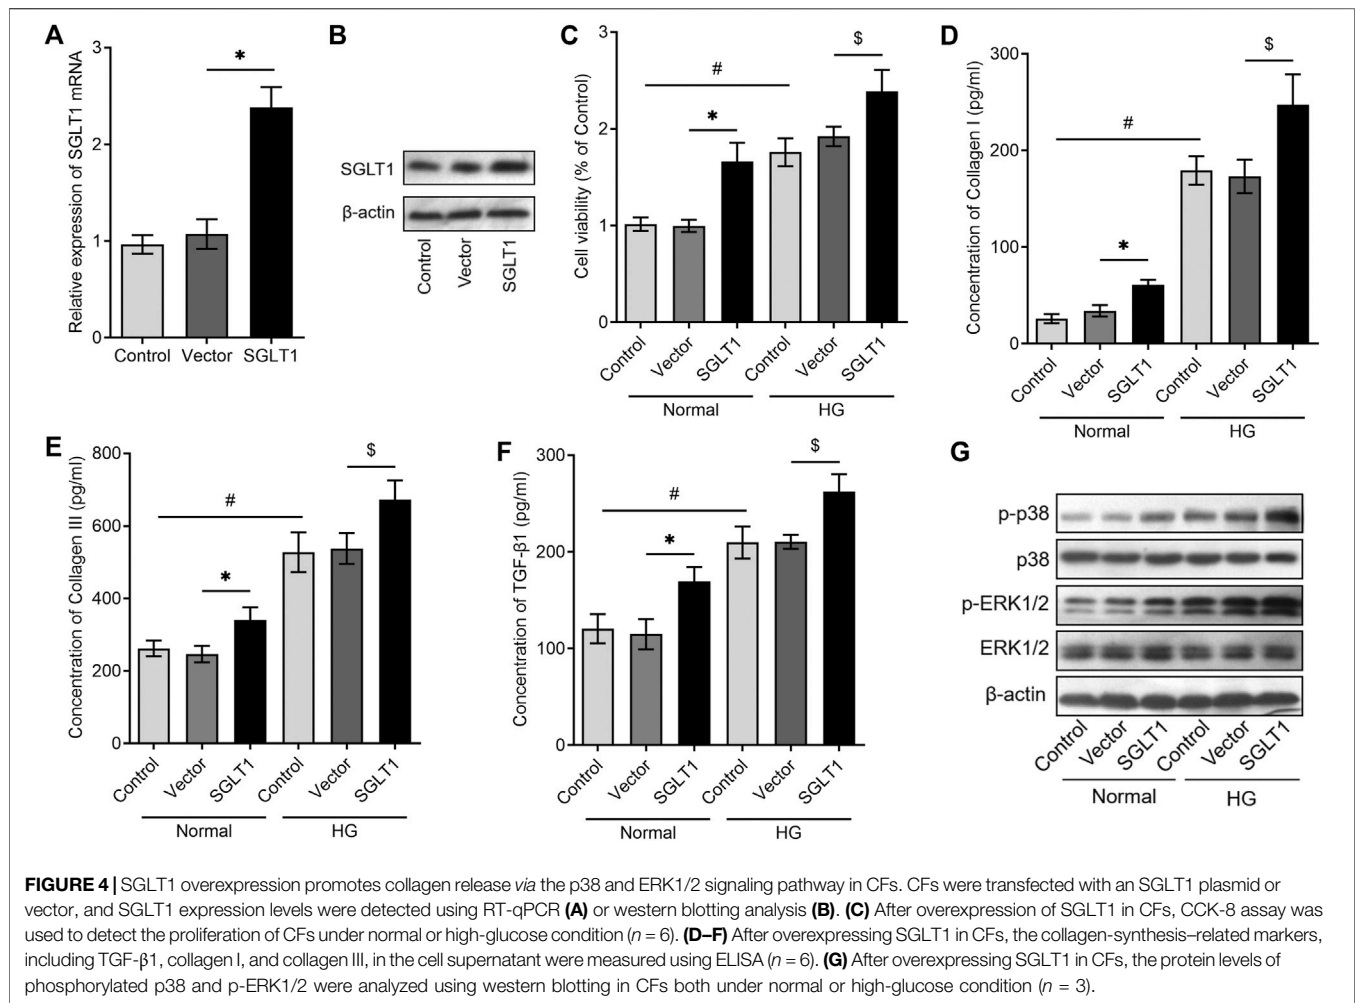 A
Relative expression of SGLT1 mRNA
3
2
1
0
*
Control Vector SGLT1
B
SGLT1
β-actin
Control
Vector
SGLT1
C
Cell viability (% of Control)
3
2
1
0
#
*
$
Control
Vector
SGLT1
Control
Vector
SGLT1
Normal HG
D
Concentration of Collagen I (pg/ml)
300
200
100
0
#
*
$
Control
Vector
SGLT1
Control
Vector
SGLT1
Normal HG
E
Concentration of Collagen III (pg/ml)
800
600
400
200
0
#
*
$
Control
Vector
SGLT1
Control
Vector
SGLT1
Normal HG
F
Concentration of TGF-β1 (pg/ml)
300
200
100
0
#
*
$
Control
Vector
SGLT1
Control
Vector
SGLT1
Normal HG
G
p-p38
p38
p-ERK1/2
ERK1/2
β-actin
Control
Vector
SGLT1
Control
Vector
SGLT1
Normal HG
FIGURE 4 | SGLT1 overexpression promotes collagen release via the p38 and ERK1/2 signaling pathway in CFs. CFs were transfected with an SGLT1 plasmid or
vector, and SGLT1 expression levels were detected using RT-qPCR (A) or western blotting analysis (B). (C) After overexpression of SGLT1 in CFs, CCK-8 assay was
used to detect the proliferation of CFs under normal or high-glucose condition (n = 6). (D–F) After overexpressing SGLT1 in CFs, the collagen-synthesis–related markers,
including TGF-β1, collagen I, and collagen III, in the cell supernatant were measured using ELISA (n = 6). (G) After overexpressing SGLT1 in CFs, the protein levels of
phosphorylated p38 and p-ERK1/2 were analyzed using western blotting in CFs both under normal or high-glucose condition (n = 3).